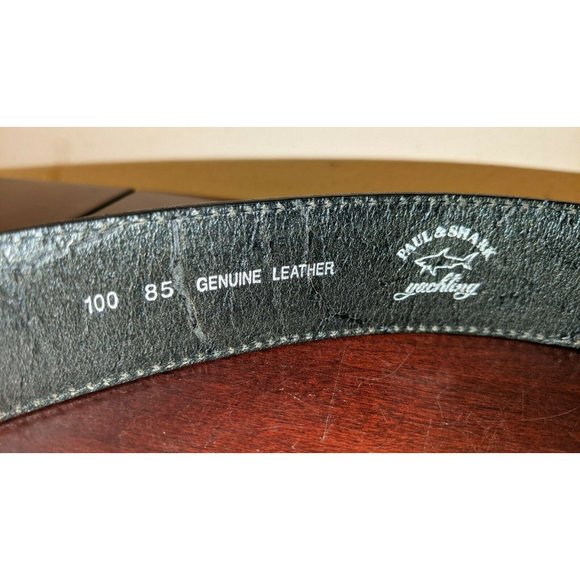 100 85 GENUINE LEATHER
PAUL & SHARK
yachting